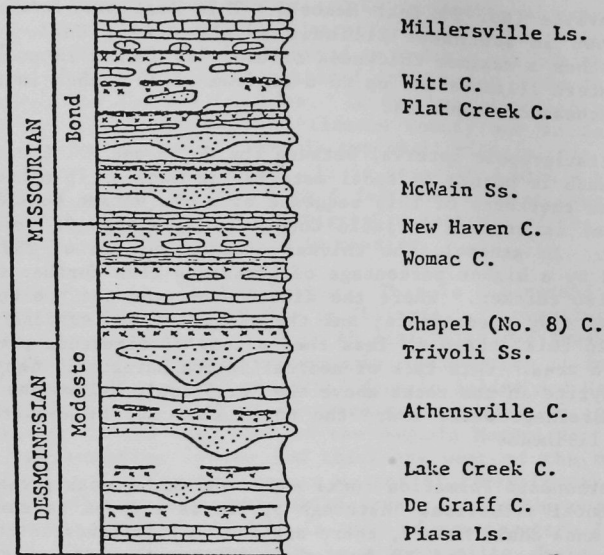 MISSOURIAN
DESMOINESIAN
Bond
Modesto
Millersville Ls.
Witt C.
Flat Creek C.
McWain Ss.
New Haven C.
Womac C.
Chapel (No. 8) C.
Trivoli Ss.
Athensville C.
Lake Creek C.
De Graff C.
Piasa Ls.